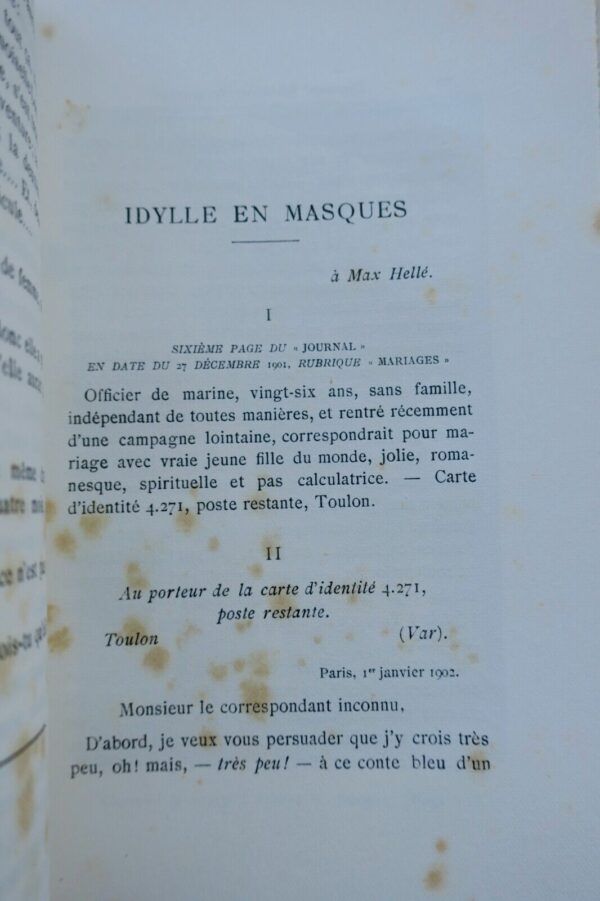 IDYLLE EN MASQUES
à Max Hellé.
I
SIXIÈME PAGE DU « JOURNAL »
EN DATE DU 27 DÉCEMBRE 1901, RUBRIQUE « MARIAGES »
Officier de marine, vingt-six ans, sans famille,
indépendant de toutes manières, et rentré récemment
d'une campagne lointaine, correspondrait pour ma-
riage avec vraie jeune fille du monde, jolie, roma-
nesque, spirituelle et pas calculatrice. — Carte
d'identité 4.271, poste restante, Toulon.
II
Au porteur de la carte d'identité 4.271,
poste restante.
Toulon (Var).
Paris, 1er janvier 1902.
Monsieur le correspondant inconnu,
D'abord, je veux vous persuader que j'y crois très
peu, oh! mais, — très peu! — à ce conte bleu d'un